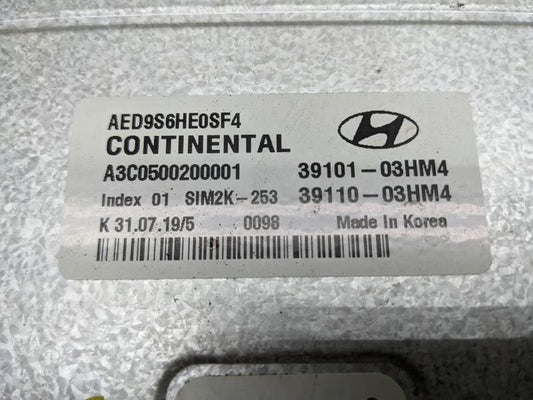 AED9S6HE0SF4
CONTINENTAL
A3C0500200001 39101-03HM4
Index 01 SIM2K-253 39110-03HM4
K 31.07.19/5 0098 Made In Korea